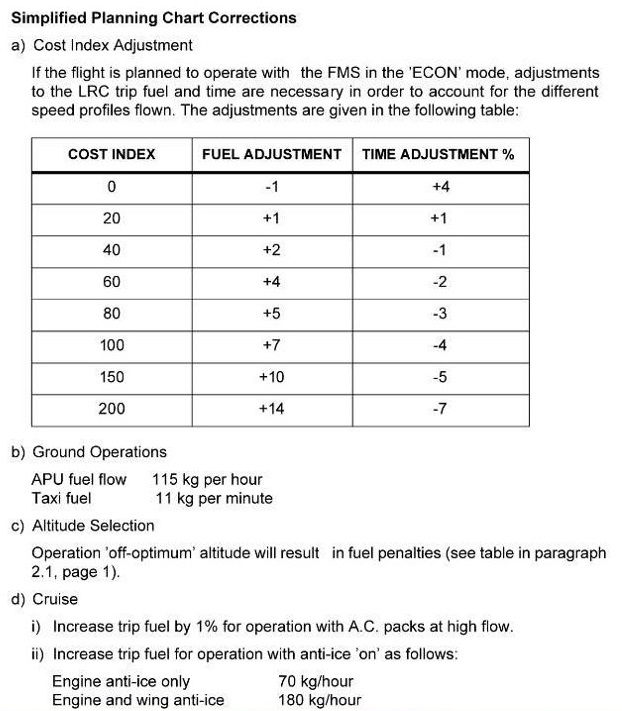 Simplified Planning Chart Corrections
a) Cost Index Adjustment
If the flight is planned to operate with the FMS in the 'ECON' mode, adjustments
to the LRC trip fuel and time are necessary in order to account for the different
speed profiles flown. The adjustments are given in the following table:
COST INDEX FUEL ADJUSTMENT TIME ADJUSTMENT %
0 -1 +4
20 +1 +1
40 +2 -1
60 +4 -2
80 +5 -3
100 +7 -4
150 +10 -5
200 +14 -7
b) Ground Operations
APU fuel flow 115 kg per hour
Taxi fuel 11 kg per minute
c) Altitude Selection
Operation 'off-optimum' altitude will result in fuel penalties (see table in paragraph
2.1, page 1).
d) Cruise
i) Increase trip fuel by 1% for operation with A.C. packs at high flow.
ii) Increase trip fuel for operation with anti-ice 'on' as follows:
Engine anti-ice only 70 kg/hour
Engine and wing anti-ice 180 kg/hour